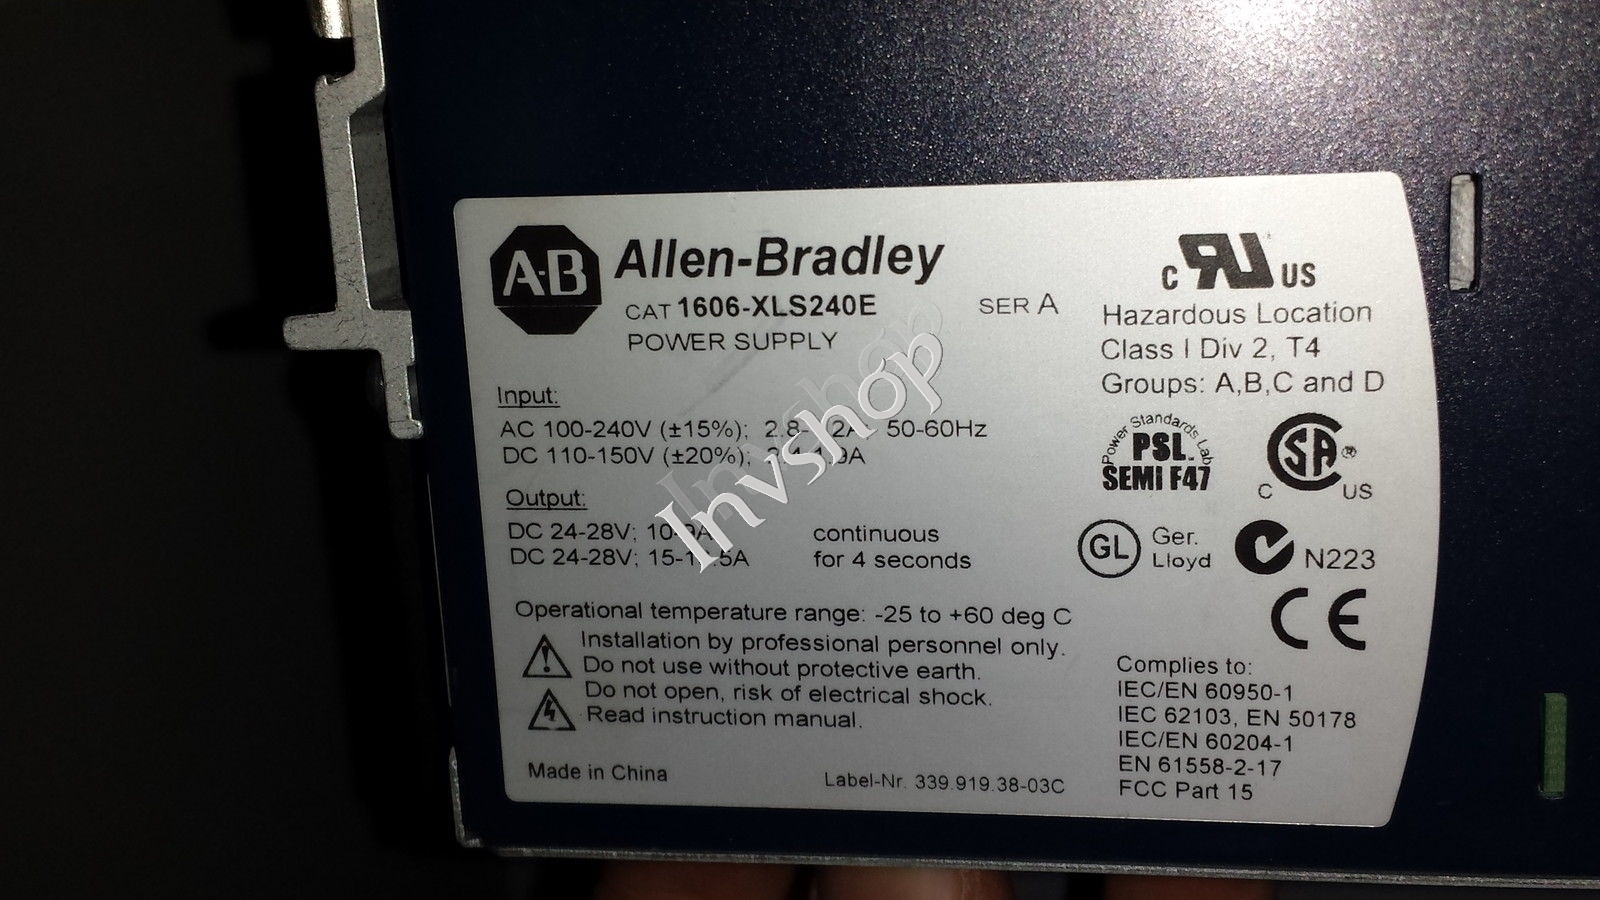 A-B Allen-Bradley
CAT 1606-XLS240E SER A
POWER SUPPLY
Input:
AC 100-240V (±15%); 50-60Hz
DC 110-150V (±20%);
Output:
DC 24-28V; 10-9A continuous
DC 24-28V; for 4 seconds
Operational temperature range: -25 to +60 deg C
Installation by professional personnel only.
Do not use without protective earth.
Do not open, risk of electrical shock.
Read instruction manual.
Made in China
Label-Nr. 339.919.38-03C
c RU US
Hazardous Location
Class I Div 2, T4
Groups: A,B,C and D
Power Standards Lab
PSL
SEMI F47
C SA ® US
GL Ger.
Lloyd
N223
CE
Complies to:
IEC/EN 60950-1
IEC 62103, EN 50178
IEC/EN 60204-1
EN 61558-2-17
FCC Part 15
Invshop